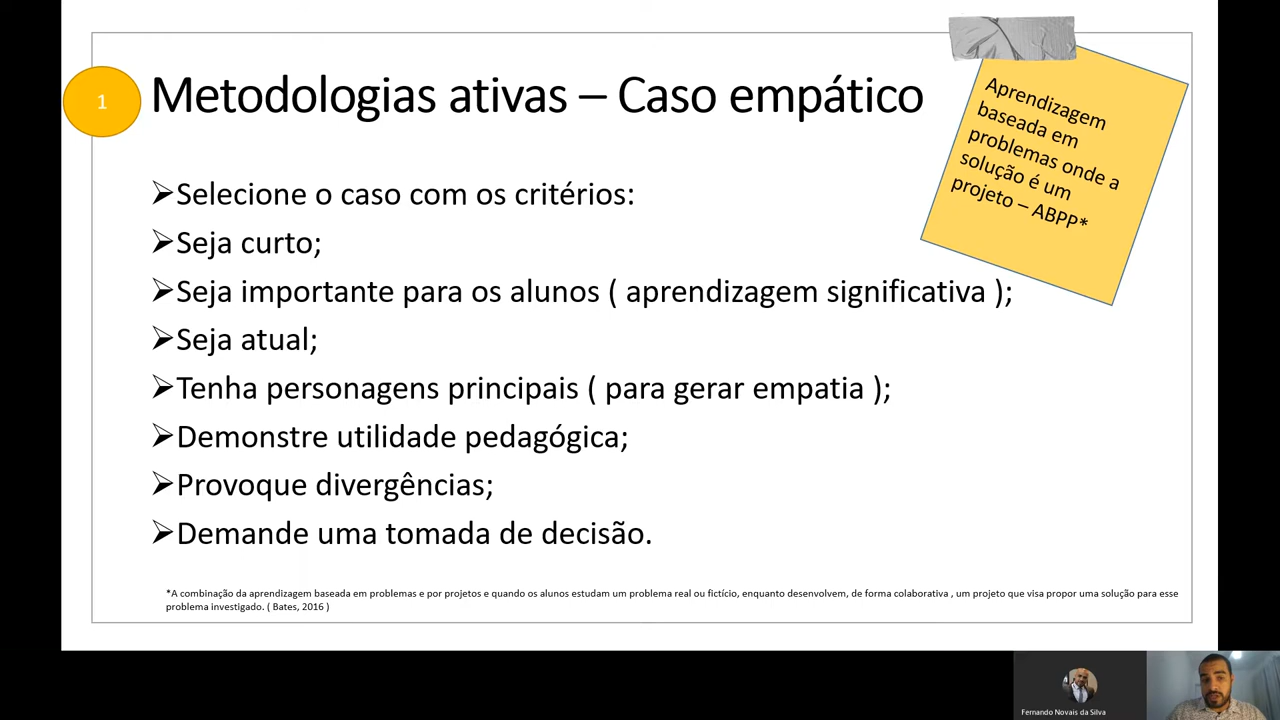 1
Metodologias ativas – Caso empático
Aprendizagem
baseada em
problemas onde a
solução é um
projeto – ABPP*
➢Selecione o caso com os critérios:
➢Seja curto;
➢Seja importante para os alunos ( aprendizagem significativa );
➢Seja atual;
➢Tenha personagens principais ( para gerar empatia );
➢Demonstre utilidade pedagógica;
➢Provoque divergências;
➢Demande uma tomada de decisão.
*A combinação da aprendizagem baseada em problemas e por projetos e quando os alunos estudam um problema real ou fictício, enquanto desenvolvem, de forma colaborativa , um projeto que visa propor uma solução para esse
problema investigado. ( Bates, 2016 )
Fernando Novais da Silva